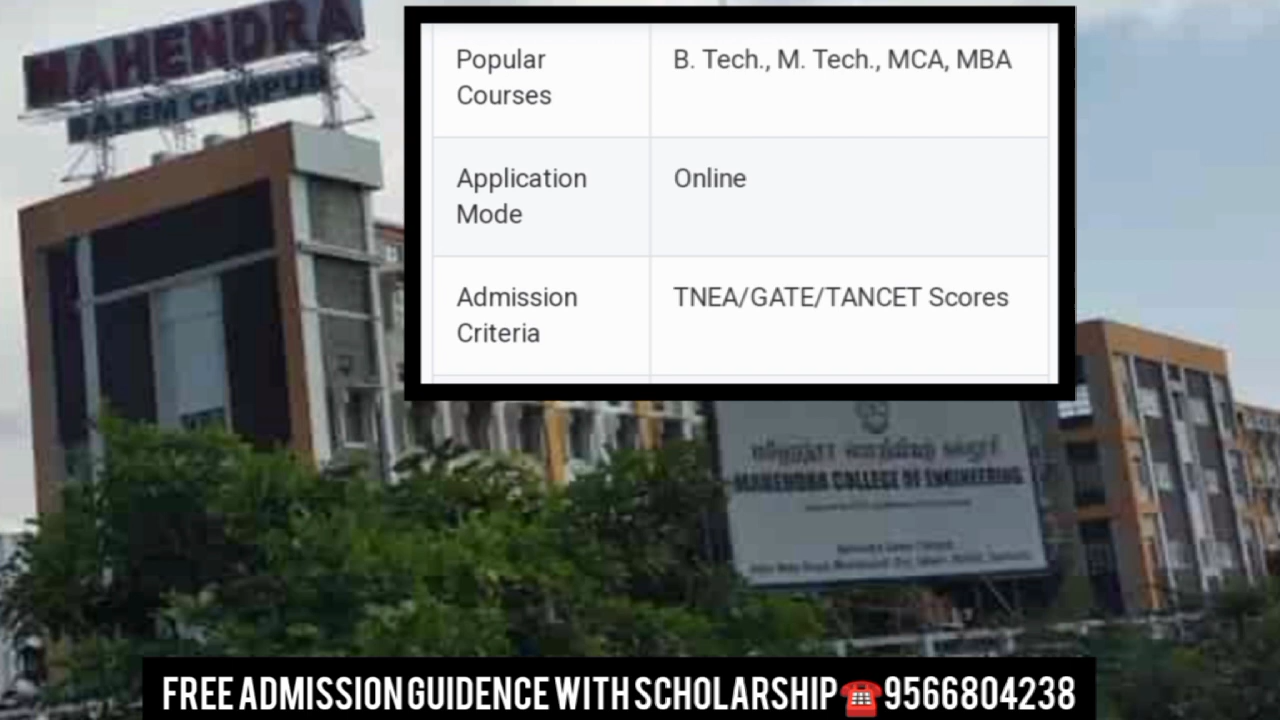 MAHENDRA
SALEM CAMPUS
Popular
Courses
B. Tech., M. Tech., MCA, MBA
Application
Mode
Online
Admission
Criteria
TNEA/GATE/TANCET Scores
MAHENDRA COLLEGE OF ENGINEERING
FREE ADMISSION GUIDENCE WITH SCHOLARSHIP☎9566804238